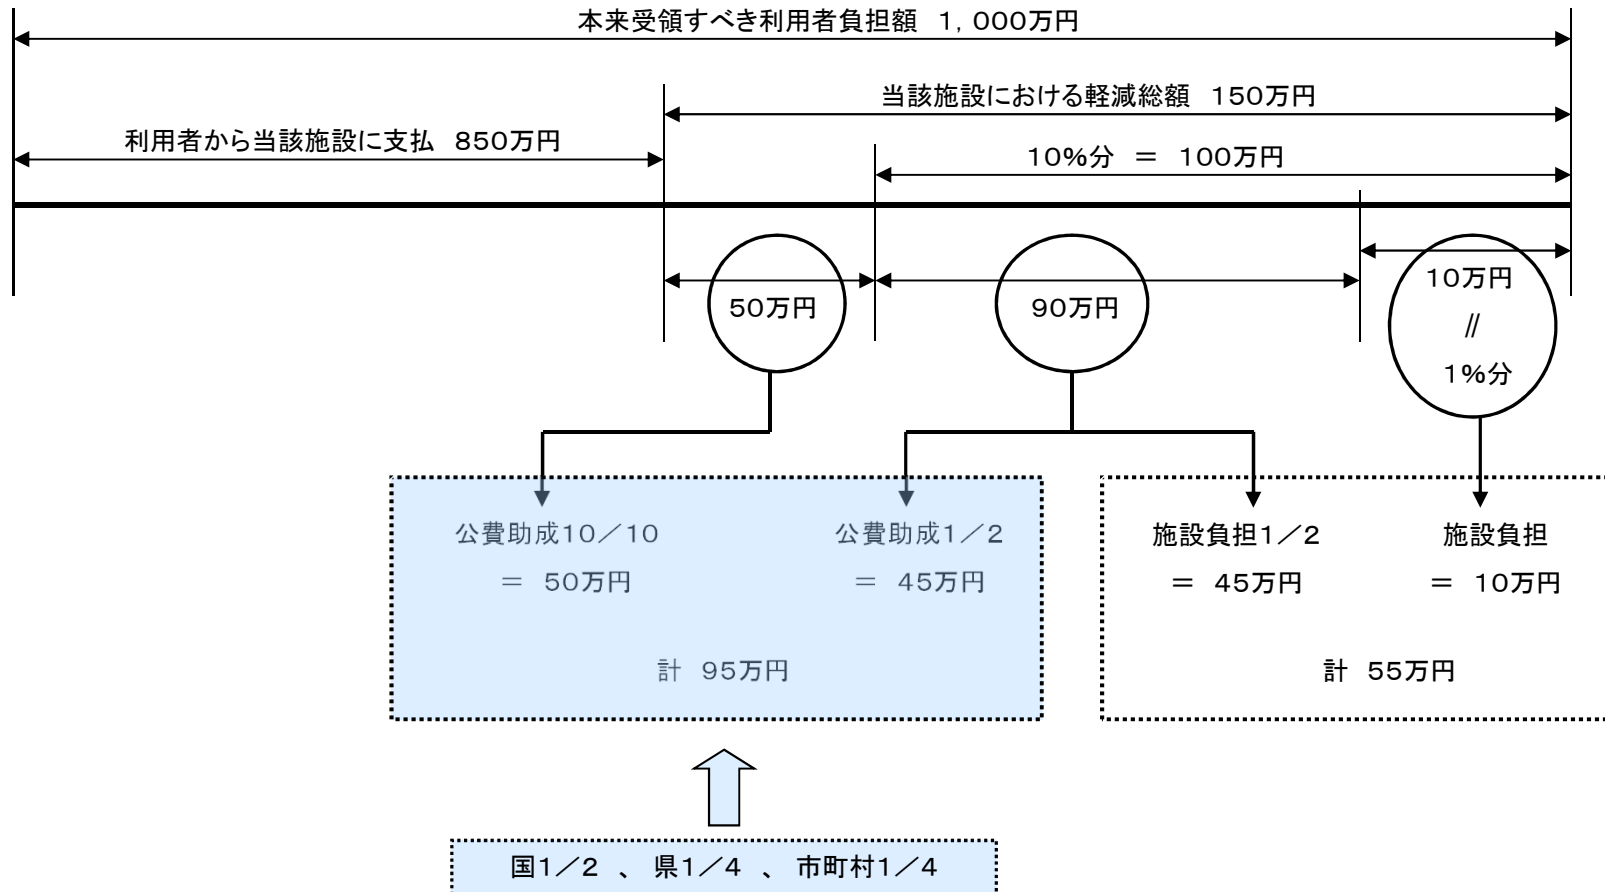 本来受領すべき利用者負担額　１，０００万円
当該施設における軽減総額　１５０万円
利用者から当該施設に支払　８５０万円
１０％分　＝　１００万円
５０万円
９０万円
１０万円
//
１％分
公費助成１０／１０
＝　５０万円
公費助成１／２
＝　４５万円
計　９５万円
施設負担１／２
＝　４５万円
施設負担
＝　１０万円
計　５５万円
国１／２　、　県１／４　、　市町村１／４